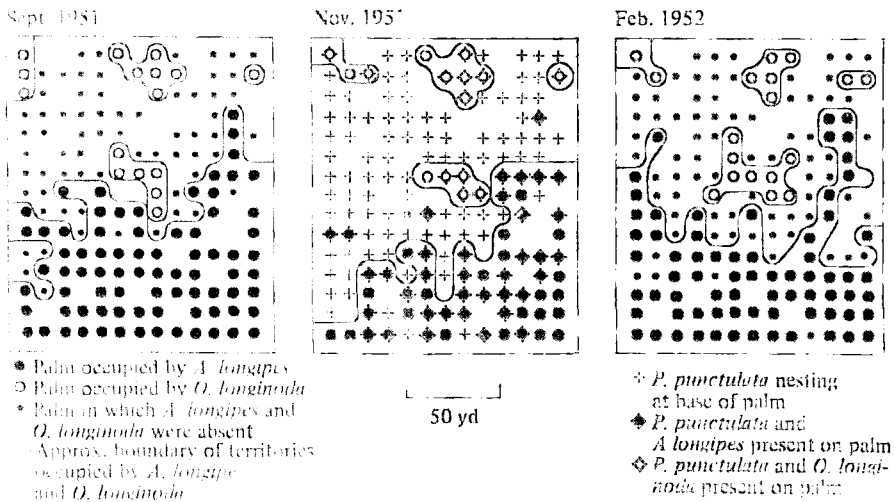 Sept. 1951
Nov. 195
Feb. 1952
Palm occupied by A. longipes
Palm occupied by O. longinoda
Palm in which A. longipes and
O. longinoda were absent
Approx. boundary of territories
occupied by A. longipe
and O. longinoda
50 yd
P. punctulata nesting
at base of palm
P. punctulata and
A longipes present on palm
P. punctulata and O. longi-
noda present on palm